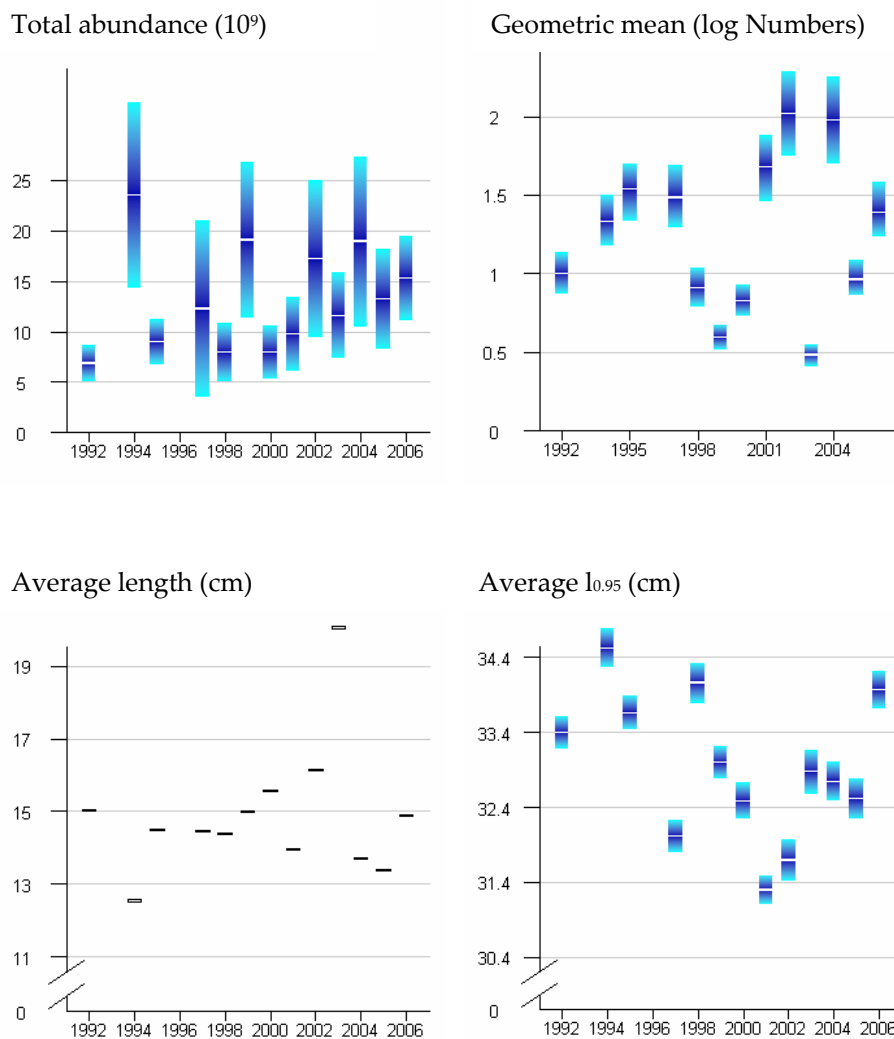 Total abundance (10⁹)
25
20
15
10
5
0
1992 1994 1996 1998 2000 2002 2004 2006
Geometric mean (log Numbers)
2
1.5
1
0.5
0
1992 1995 1998 2001 2004
Average length (cm)
19
17
15
13
11
0
1992 1994 1996 1998 2000 2002 2004 2006
Average l₀.₉₅ (cm)
34.4
33.4
32.4
31.4
30.4
0
1992 1994 1996 1998 2000 2002 2004 2006